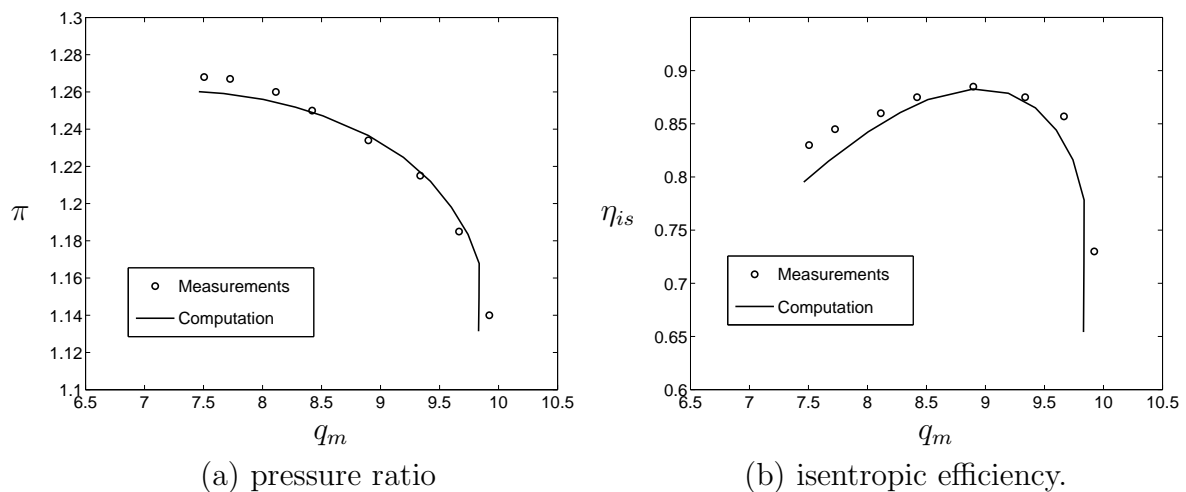 1.3
1.28
1.26
1.24
1.22
1.2
1.18
1.16
1.14
1.12
1.1
π
Measurements
Computation
6.5 7 7.5 8 8.5 9 9.5 10 10.5
q_m
(a) pressure ratio
0.9
0.85
0.8
0.75
0.7
0.65
0.6
η_is
Measurements
Computation
6.5 7 7.5 8 8.5 9 9.5 10 10.5
q_m
(b) isentropic efficiency.